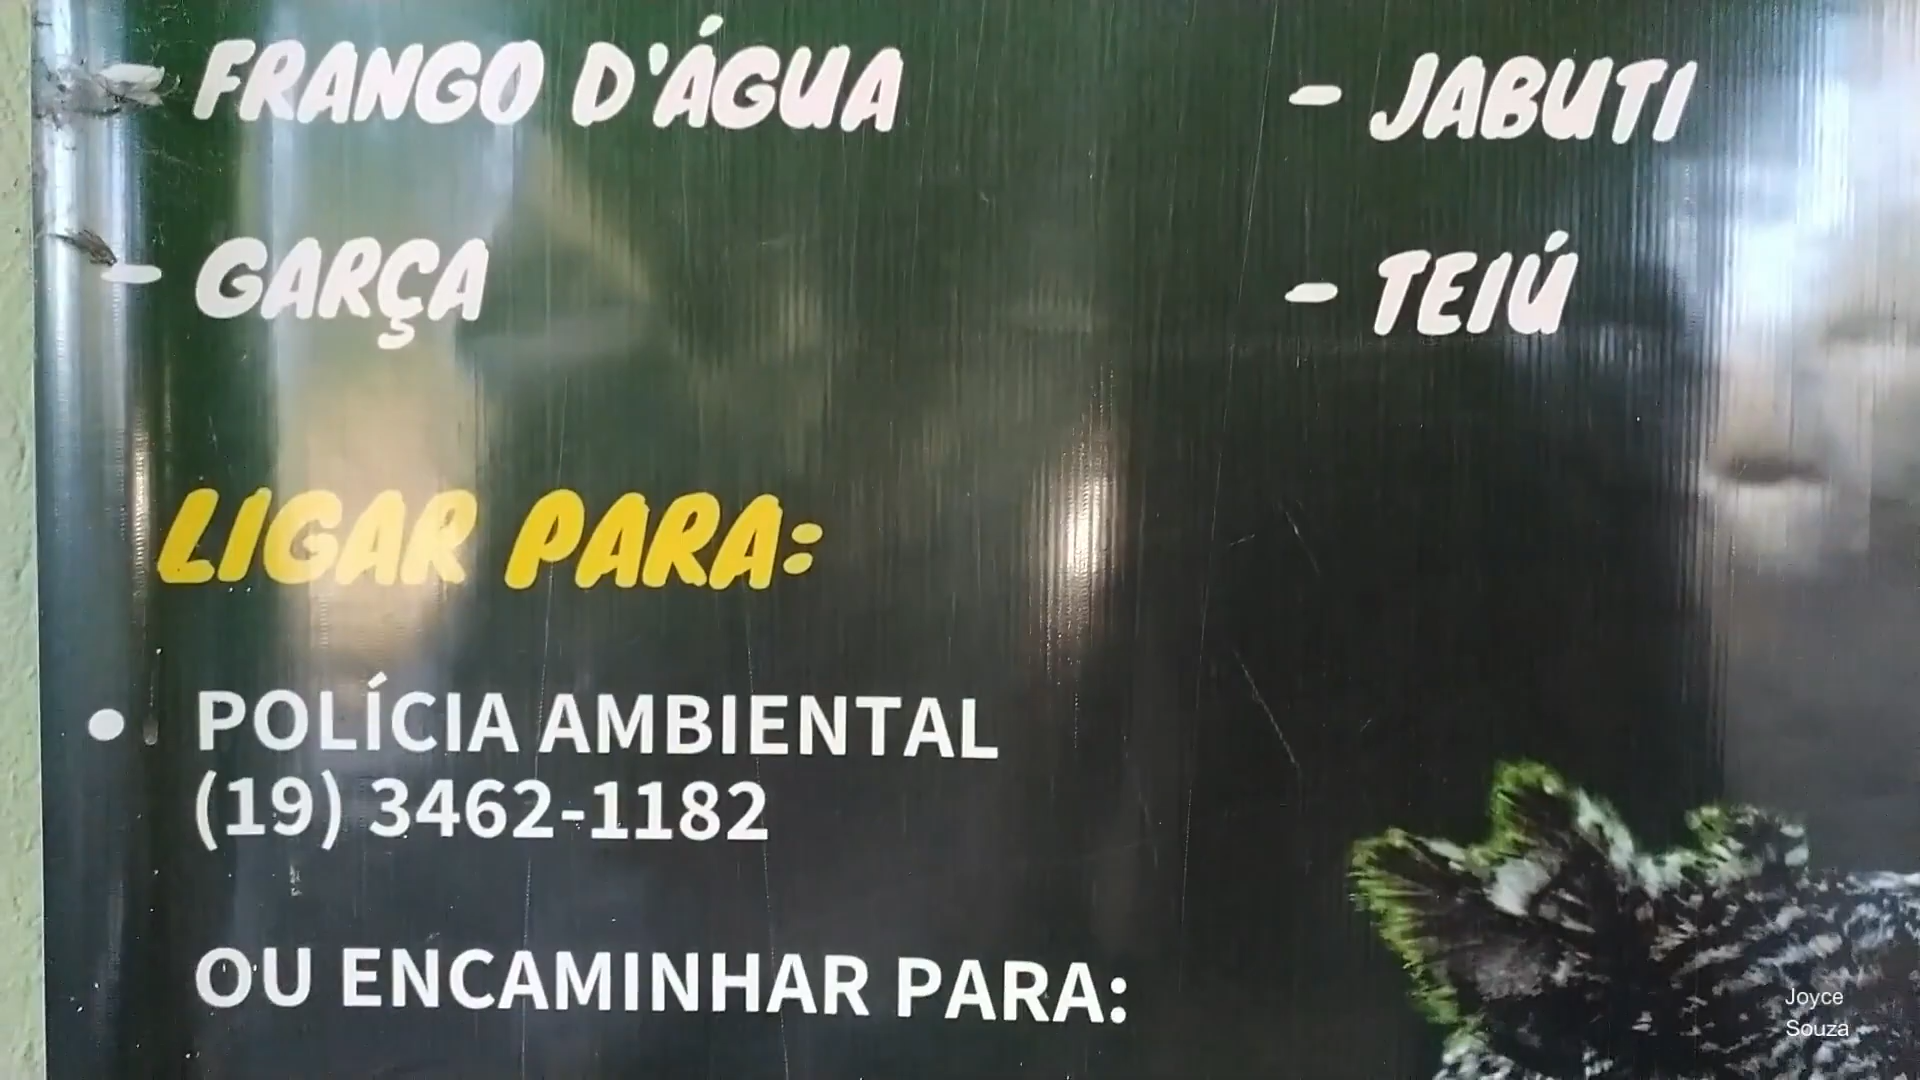 - FRANGO D'ÁGUA
- JABUTI
- GARÇA
- TEIÚ
LIGAR PARA:
• POLÍCIA AMBIENTAL
(19) 3462-1182
OU ENCAMINHAR PARA:
Joyce
Souza